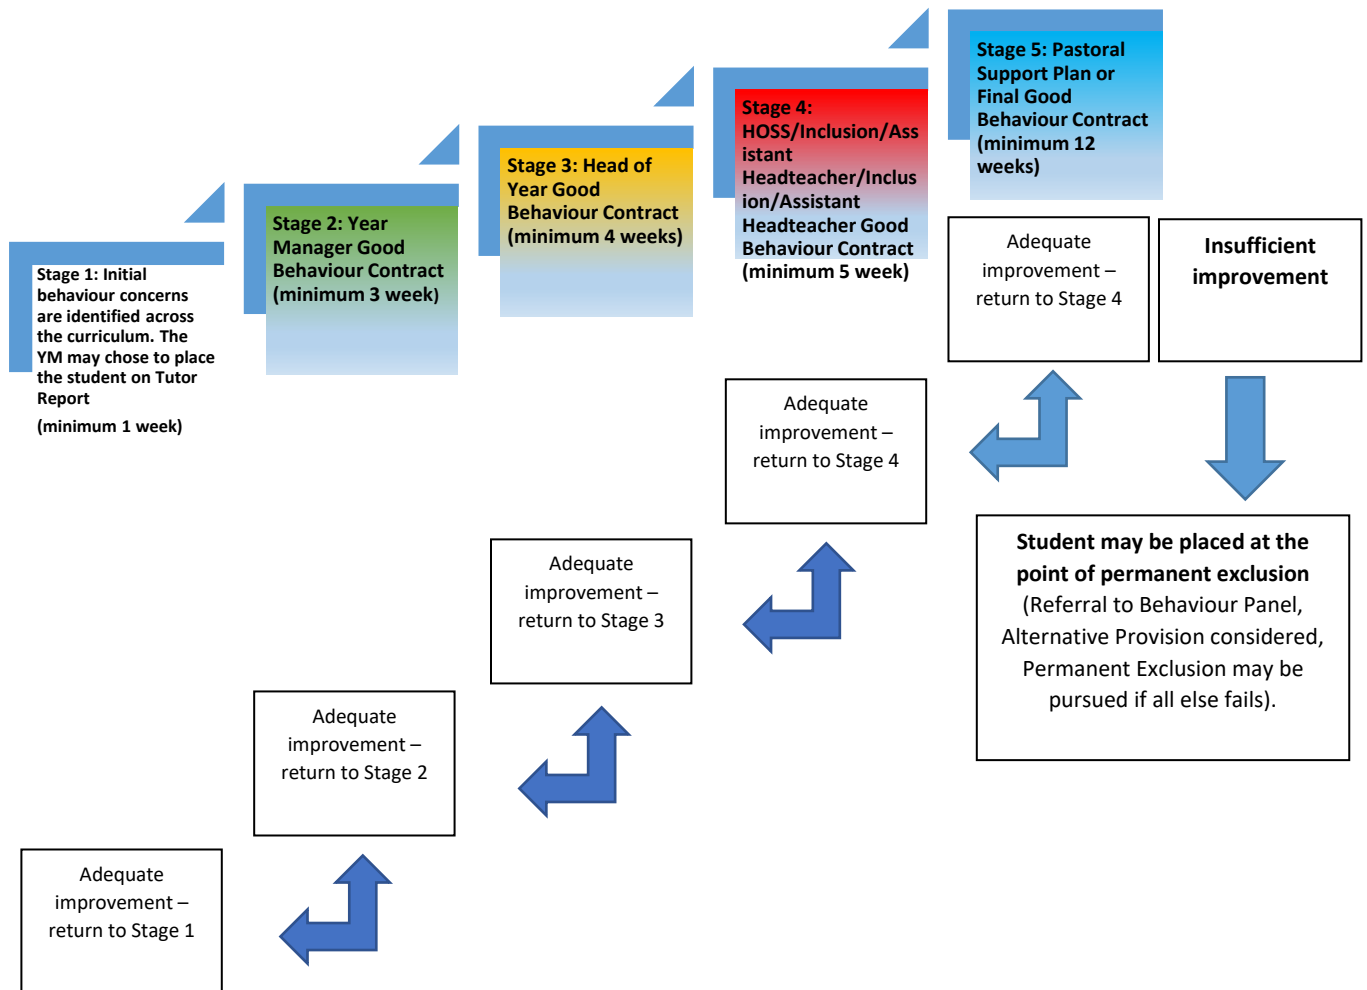 Stage 1: Initial
behaviour concerns
are identified across
the curriculum. The
YM may chose to place
the student on Tutor
Report
(minimum 1 week)
Stage 2: Year
Manager Good
Behaviour Contract
(minimum 3 week)
Stage 3: Head of
Year Good
Behaviour Contract
(minimum 4 weeks)
Stage 4:
HOSS/Inclusion/Ass
istant
Headteacher/Inclus
ion/Assistant
Headteacher Good
Behaviour Contract
(minimum 5 week)
Stage 5: Pastoral
Support Plan or
Final Good
Behaviour Contract
(minimum 12
weeks)
Adequate
improvement –
return to Stage 4
Insufficient
improvement
Adequate
improvement –
return to Stage 4
Student may be placed at the
point of permanent exclusion
(Referral to Behaviour Panel,
Alternative Provision considered,
Permanent Exclusion may be
pursued if all else fails).
Adequate
improvement –
return to Stage 3
Adequate
improvement –
return to Stage 2
Adequate
improvement –
return to Stage 1